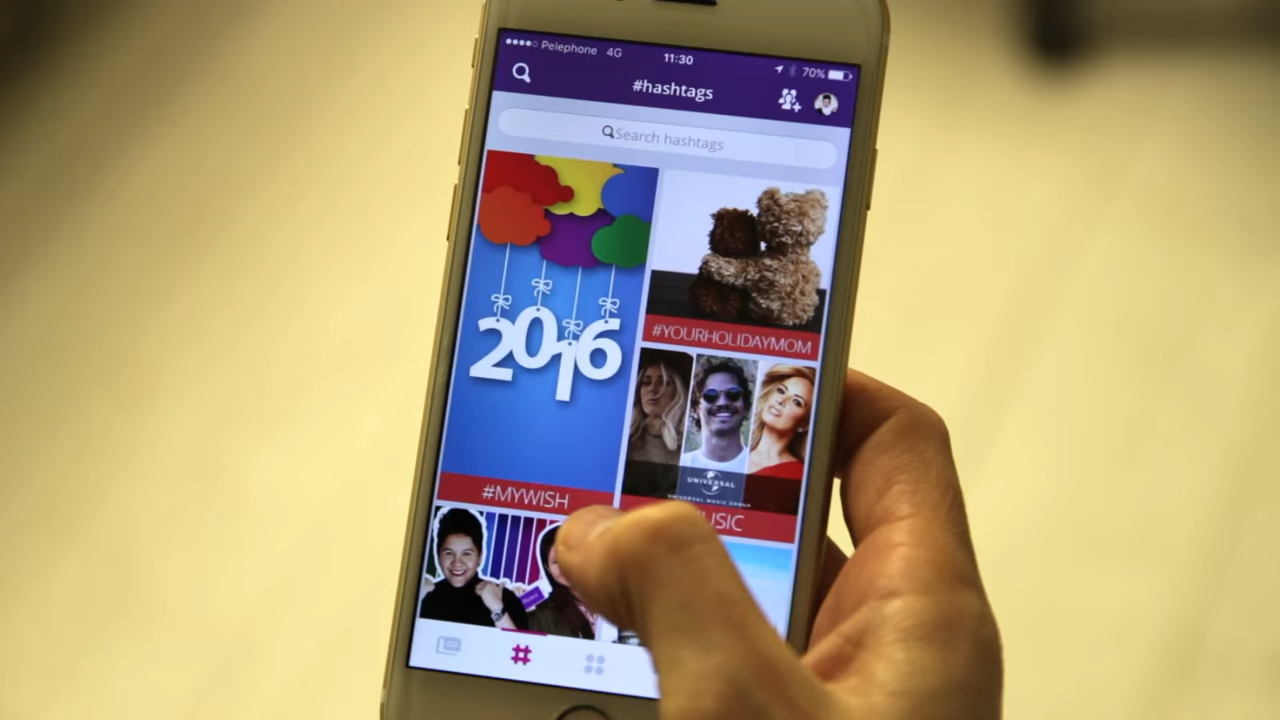 Pelephone 4G 11:30 70%
#hashtags
Search hashtags
2016
#YOURHOLIDAYMOM
UNIVERSAL
UNIVERSAL MUSIC GROUP
#MYWISH